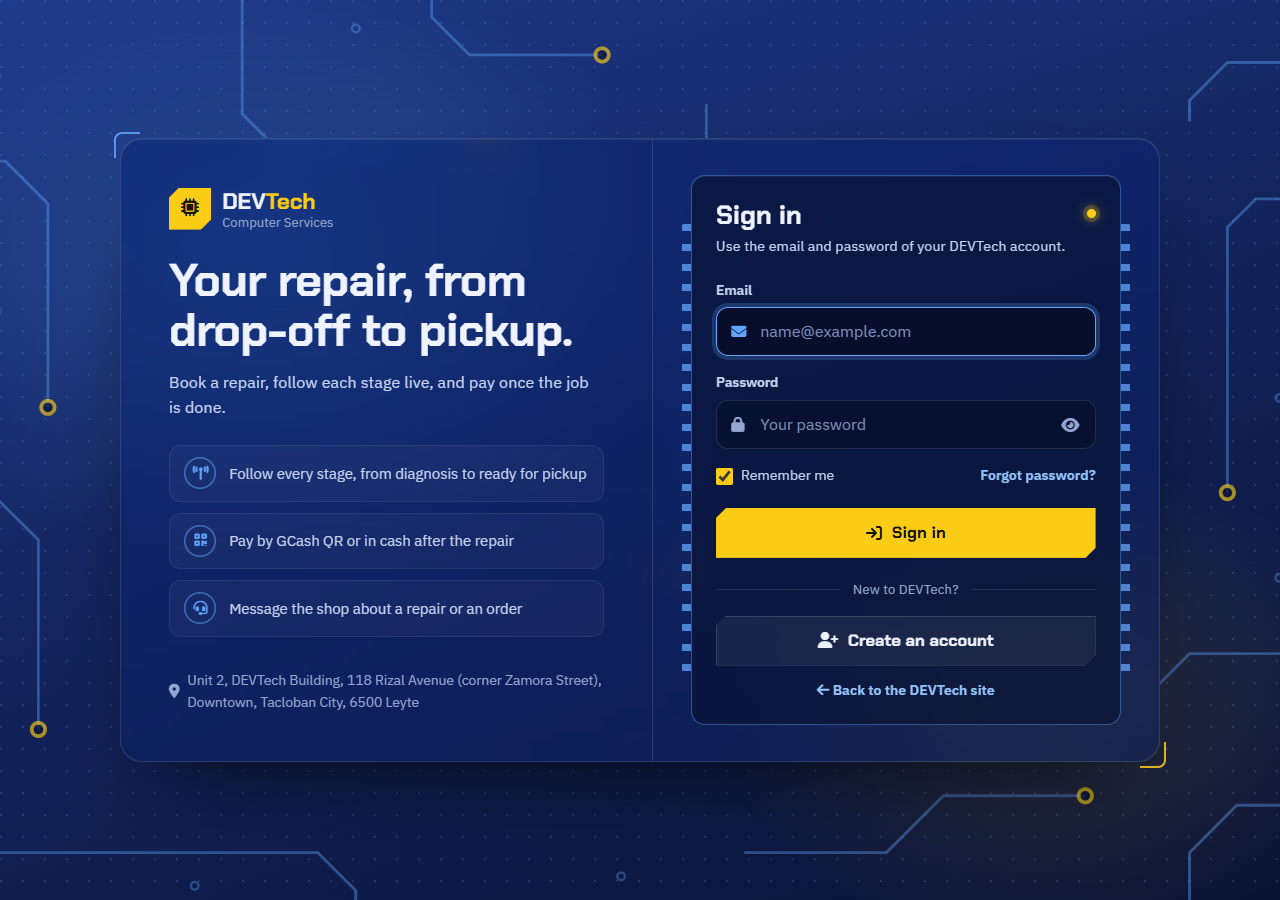 DEVTech
Computer Services
Your repair, from
drop-off to pickup.
Book a repair, follow each stage live, and pay once the job
is done.
Follow every stage, from diagnosis to ready for pickup
Pay by GCash QR or in cash after the repair
Message the shop about a repair or an order
Unit 2, DEVTech Building, 118 Rizal Avenue (corner Zamora Street),
Downtown, Tacloban City, 6500 Leyte
Sign in
Use the email and password of your DEVTech account.
Email
name@example.com
Password
Your password
Remember me
Forgot password?
Sign in
New to DEVTech?
Create an account
Back to the DEVTech site